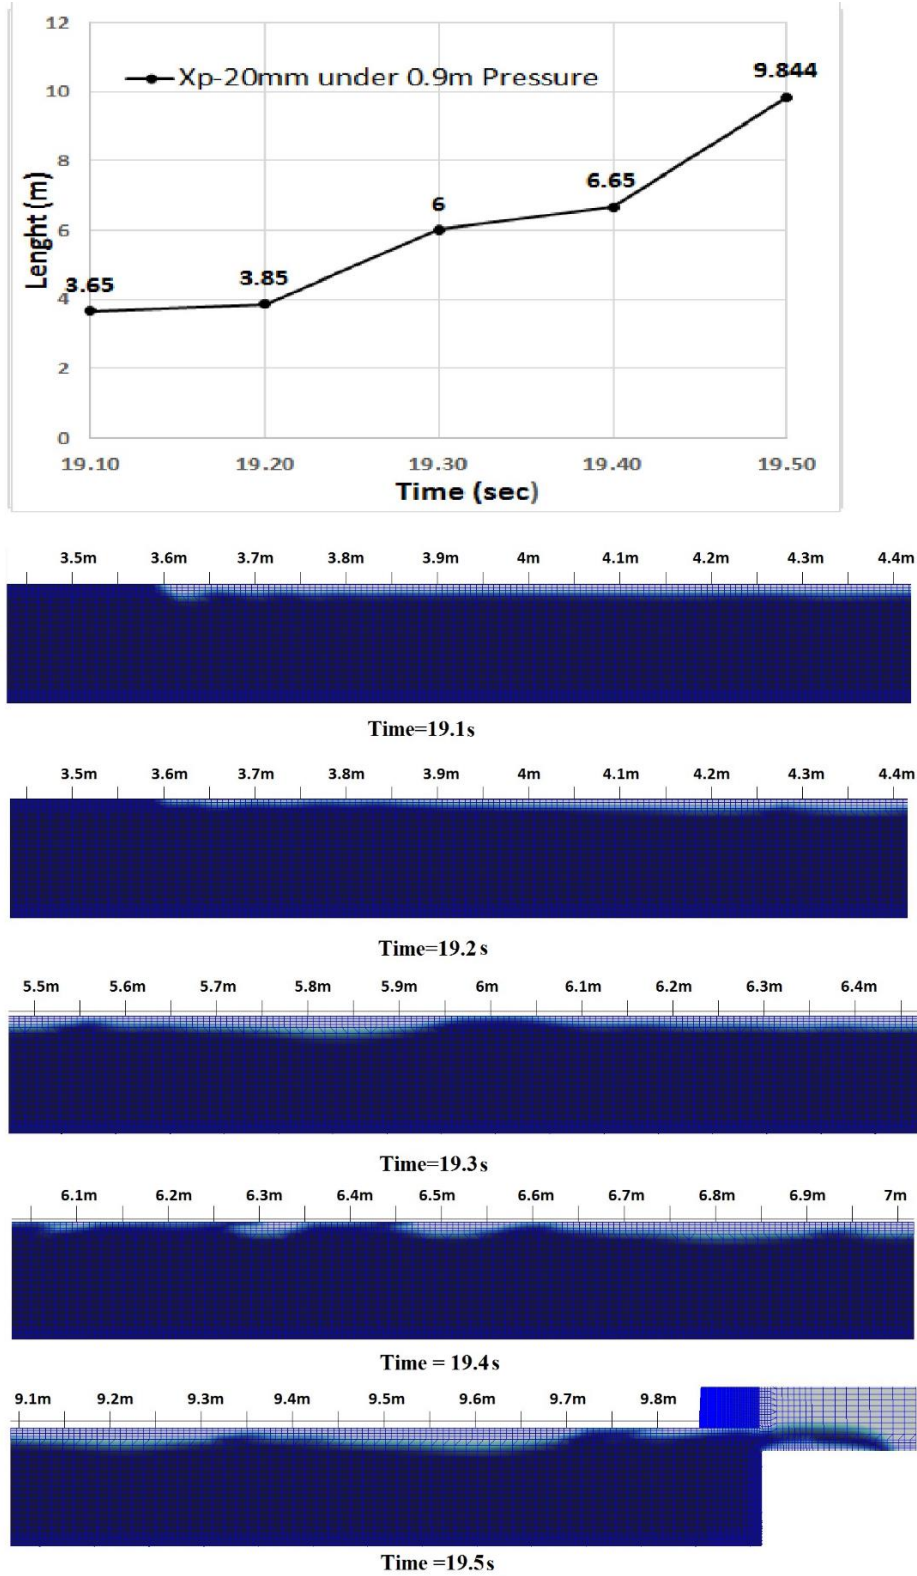 12
Xp-20mm under 0.9m Pressure
9.844
10
8
6.65
6
6
3.85
3.65
4
2
0
Lenght (m)
19.10 19.20 19.30 19.40 19.50
Time (sec)
3.5m 3.6m 3.7m 3.8m 3.9m 4m 4.1m 4.2m 4.3m 4.4m
Time=19.1s
3.5m 3.6m 3.7m 3.8m 3.9m 4m 4.1m 4.2m 4.3m 4.4m
Time=19.2s
5.5m 5.6m 5.7m 5.8m 5.9m 6m 6.1m 6.2m 6.3m 6.4m
Time=19.3s
6.1m 6.2m 6.3m 6.4m 6.5m 6.6m 6.7m 6.8m 6.9m 7m
Time = 19.4s
9.1m 9.2m 9.3m 9.4m 9.5m 9.6m 9.7m 9.8m
Time =19.5s